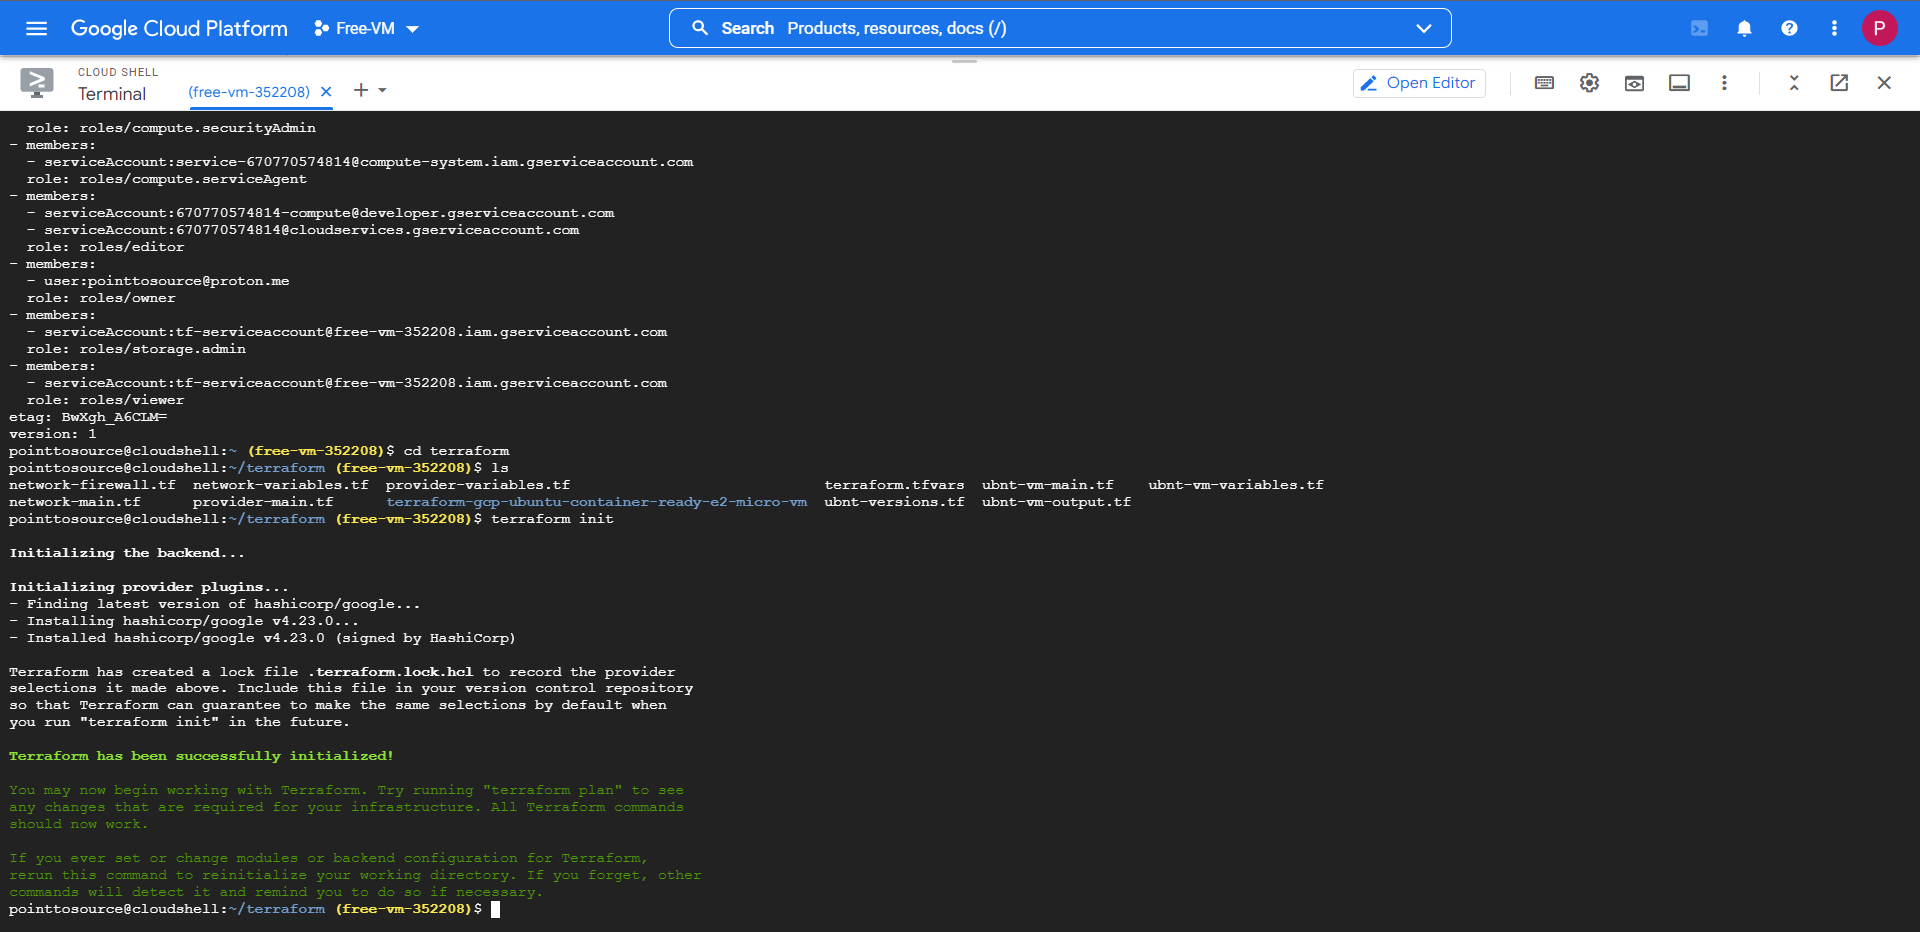 Google Cloud Platform Free-VM Search Products, resources, docs (/) P
CLOUD SHELL
Terminal (free-vm-352208) Open Editor
role: roles/compute.securityAdmin
- members:
- serviceAccount:service-670770574814@compute-system.iam.gserviceaccount.com
role: roles/compute.serviceAgent
- members:
- serviceAccount:670770574814-compute@developer.gserviceaccount.com
- serviceAccount:670770574814@cloudservices.gserviceaccount.com
role: roles/editor
- members:
- user:pointtosource@proton.me
role: roles/owner
- members:
- serviceAccount:tf-serviceaccount@free-vm-352208.iam.gserviceaccount.com
role: roles/storage.admin
- members:
- serviceAccount:tf-serviceaccount@free-vm-352208.iam.gserviceaccount.com
role: roles/viewer
etag: BwXgh_A6CLM=
version: 1
pointtosource@cloudshell:~ (free-vm-352208)$ cd terraform
pointtosource@cloudshell:~/terraform (free-vm-352208)$ ls
network-firewall.tf network-variables.tf provider-variables.tf terraform.tfvars ubnt-vm-main.tf ubnt-vm-variables.tf
network-main.tf provider-main.tf terraform-gcp-ubuntu-container-ready-e2-micro-vm ubnt-versions.tf ubnt-vm-output.tf
pointtosource@cloudshell:~/terraform (free-vm-352208)$ terraform init
Initializing the backend...
Initializing provider plugins...
- Finding latest version of hashicorp/google...
- Installing hashicorp/google v4.23.0...
- Installed hashicorp/google v4.23.0 (signed by HashiCorp)
Terraform has created a lock file .terraform.lock.hcl to record the provider
selections it made above. Include this file in your version control repository
so that Terraform can guarantee to make the same selections by default when
you run "terraform init" in the future.
Terraform has been successfully initialized!
You may now begin working with Terraform. Try running "terraform plan" to see
any changes that are required for your infrastructure. All Terraform commands
should now work.
If you ever set or change modules or backend configuration for Terraform,
rerun this command to reinitialize your working directory. If you forget, other
commands will detect it and remind you to do so if necessary.
pointtosource@cloudshell:~/terraform (free-vm-352208)$